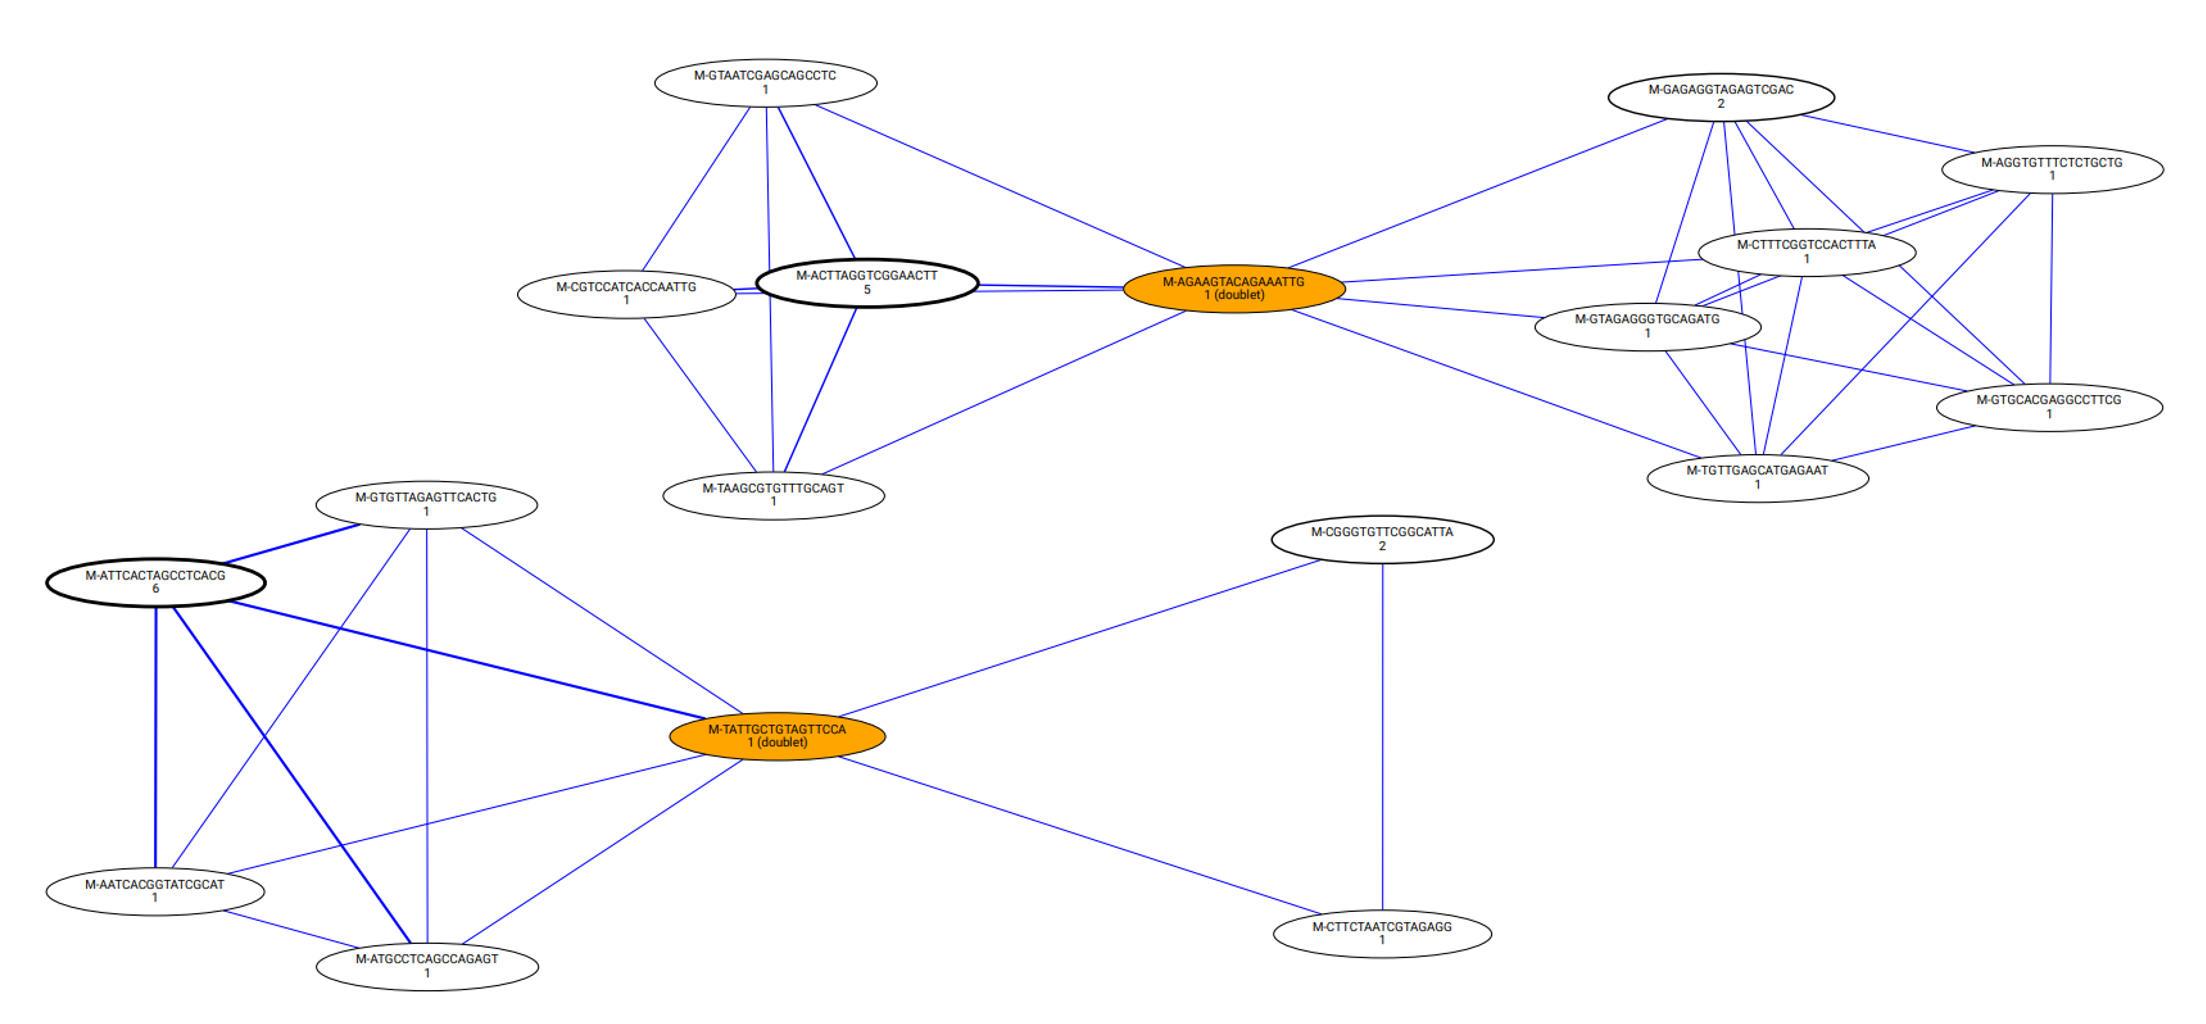 M-GTAATCGAGCAGCCTC
1
M-GAGAGGTAGAGTCGAC
2
M-AGGTGTTTCTCTGCTG
1
M-CTTTCGGTCCACTTTA
1
M-ACTTAGGTCGGAACTT
5
M-CGTCCATCACCAATTG
1
M-AGAAGTACAGAAATTG
1 (doublet)
M-GTAGAGGGTGCAGATG
1
M-GTGCACGAGGCCTTCG
1
M-TGTTGAGCATGAGAAT
1
M-TAAGCGTGTTTGCAGT
1
M-GTGTTAGAGTTCACTG
1
M-CGGGTGTTCGGCATTA
2
M-ATTCACTAGCCTCACG
6
M-TATTGCTGTAGTTCCA
1 (doublet)
M-AATCACGGTATCGCAT
1
M-CTTCTAATCGTAGAGG
1
M-ATGCCTCAGCCAGAGT
1